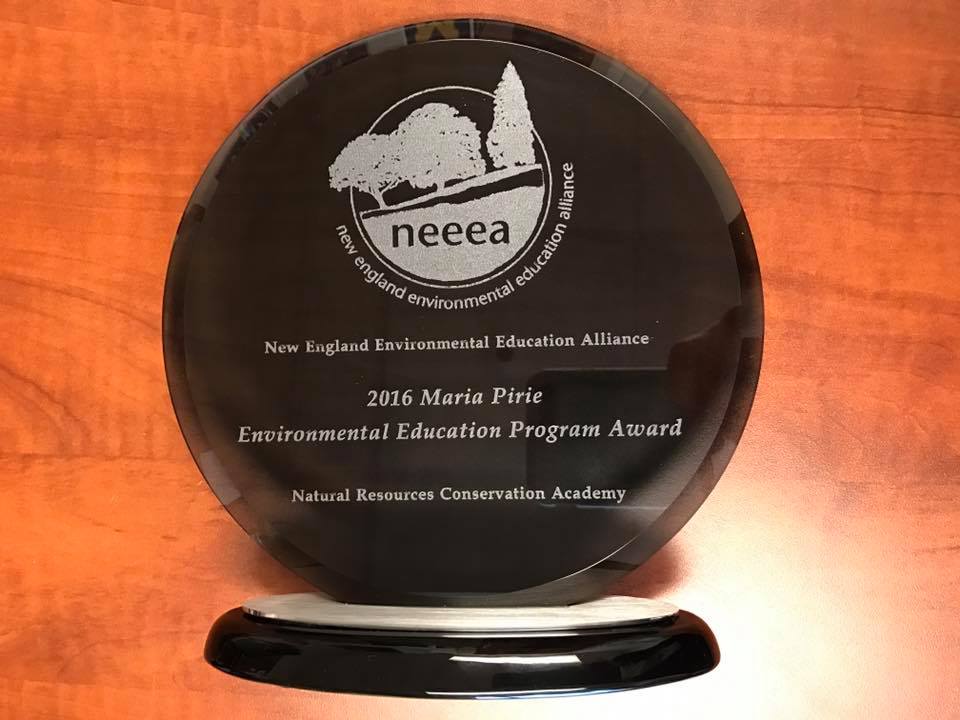 neeea
new england environmental education alliance
New England Environmental Education Alliance
2016 Maria Pirie
Environmental Education Program Award
Natural Resources Conservation Academy